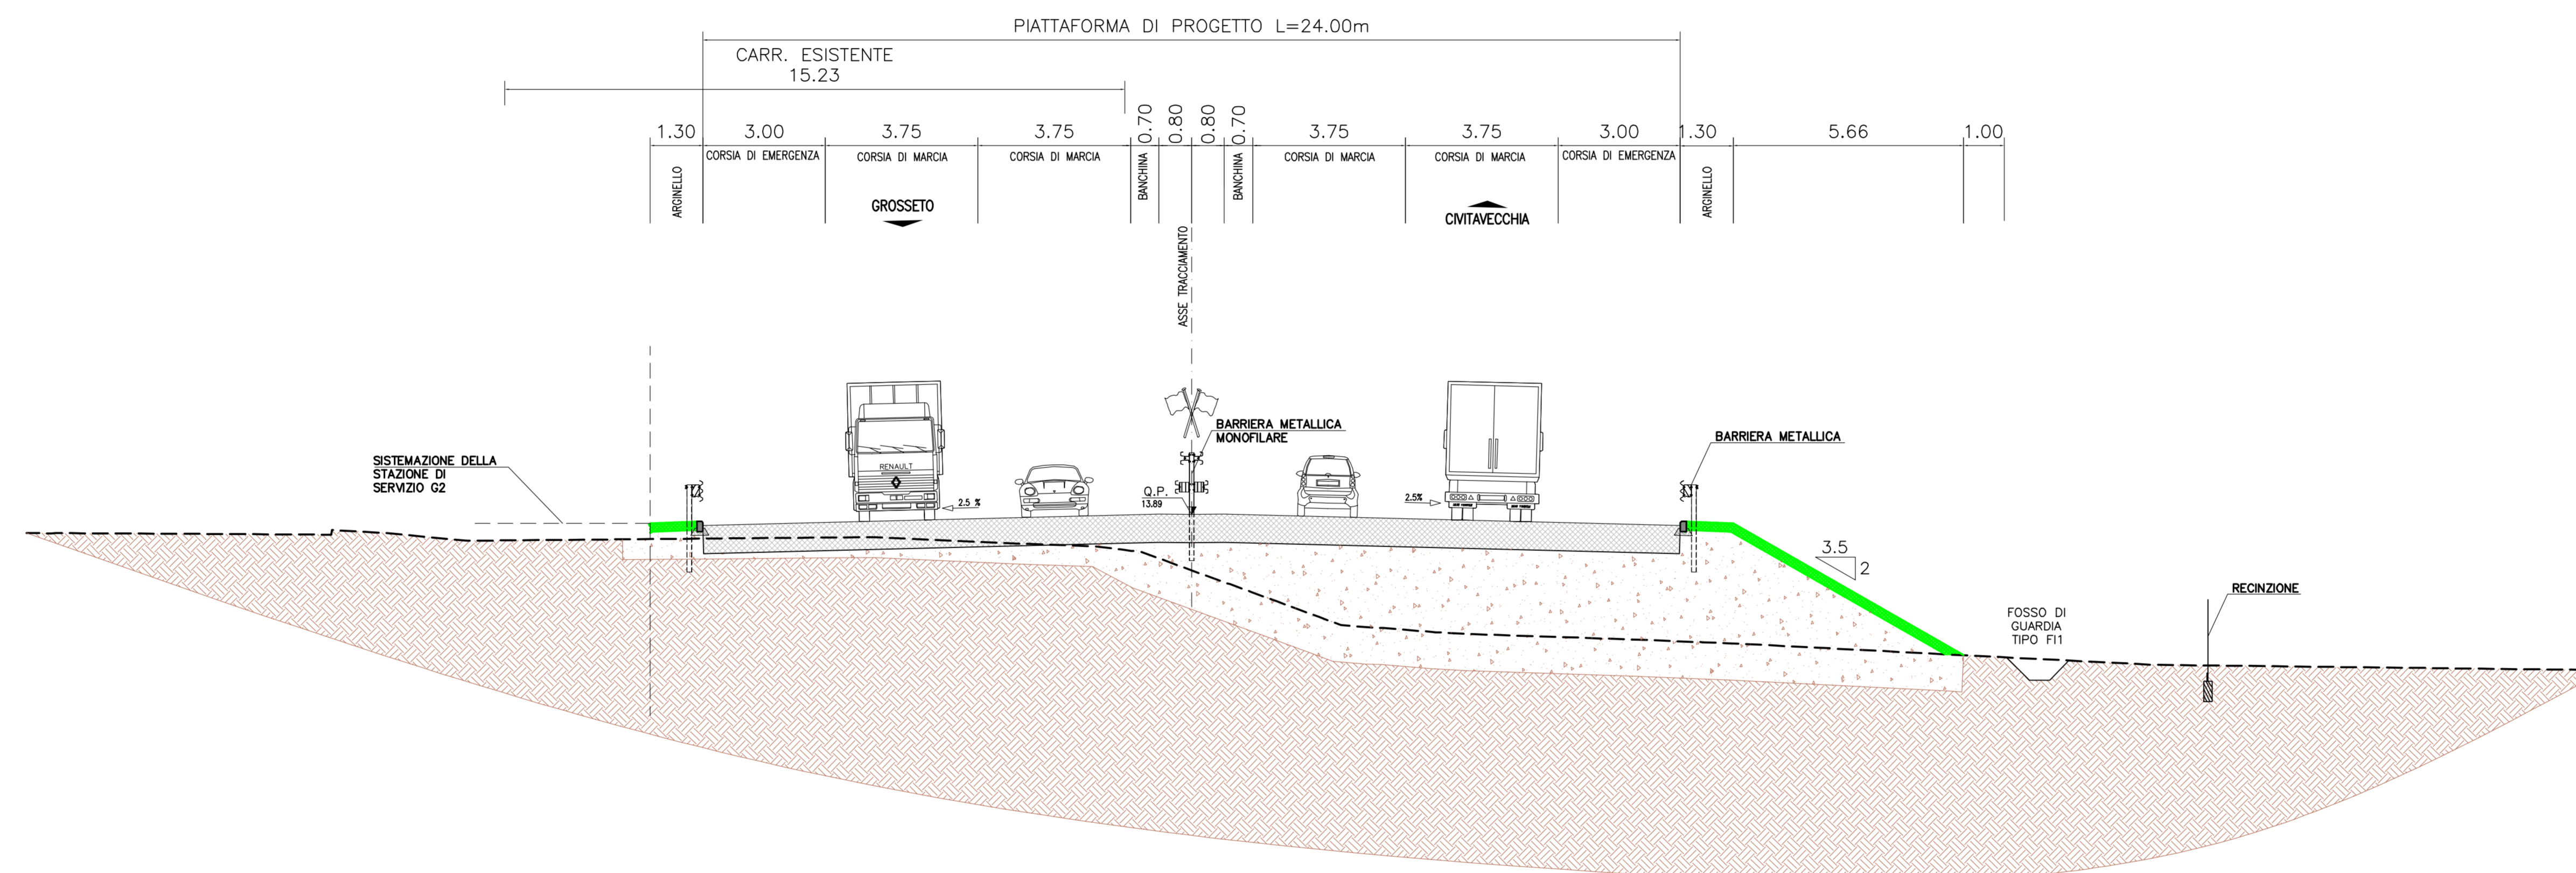 PIATTAFORMA DI PROGETTO L=24.00m
CARR. ESISTENTE
15.23
1.30
3.00
3.75
3.75
0.70
0.80
0.80
0.70
3.75
3.75
3.00
1.30
5.66
1.00
ARGINELLO
CORSIA DI EMERGENZA
CORSIA DI MARCIA
CORSIA DI MARCIA
BANCHINA
BANCHINA
CORSIA DI MARCIA
CORSIA DI MARCIA
CORSIA DI EMERGENZA
ARGINELLO
GROSSETO
CIVITAVECCHIA
ASSE TRACCIAMENTO
BARRIERA METALLICA
MONOFILARE
BARRIERA METALLICA
SISTEMAZIONE DELLA
STAZIONE DI
SERVIZIO G2
RENAULT
2.5 %
Q.P.
13.89
2.5%
3.5
2
FOSSO DI
GUARDIA
TIPO FI1
RECINZIONE